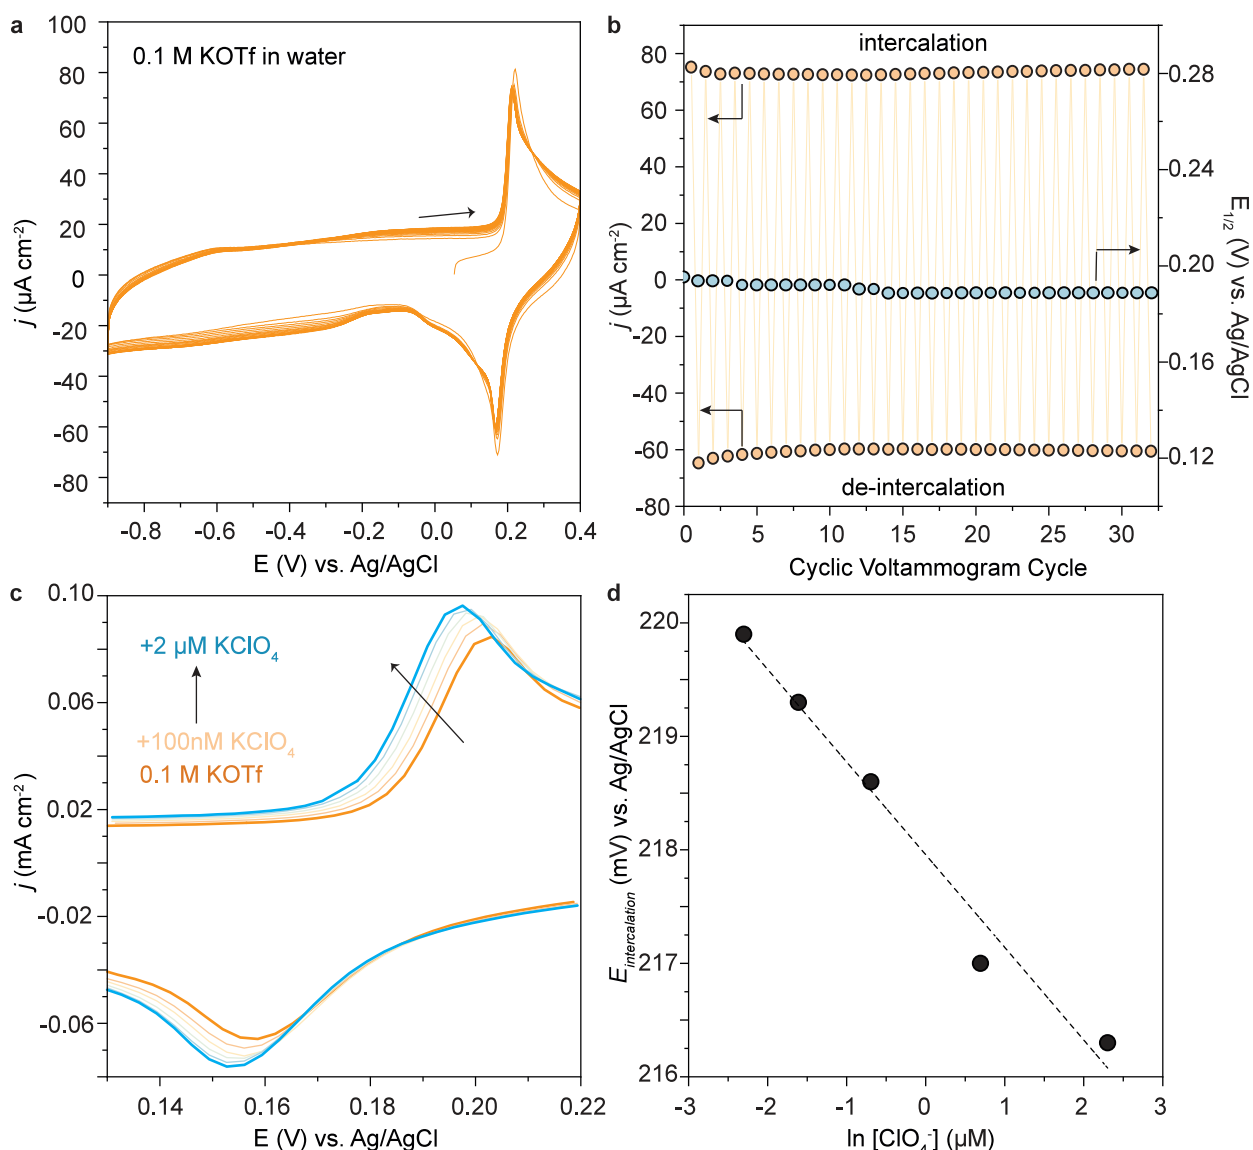 a
0.1 M KOTf in water
100
80
60
40
20
0
-20
-40
-60
-80
j (µA cm⁻²)
-0.8 -0.6 -0.4 -0.2 0.0 0.2 0.4
E (V) vs. Ag/AgCl
b
intercalation
80
60
40
20
0
-20
-40
-60
-80
j (µA cm⁻²)
0.28
0.24
0.20
0.16
0.12
E1/2 (V) vs. Ag/AgCl
de-intercalation
0 5 10 15 20 25 30
Cyclic Voltammogram Cycle
c
+2 µM KClO₄
+100nM KClO₄
0.1 M KOTf
0.10
0.06
0.02
-0.02
-0.06
j (mA cm⁻²)
0.14 0.16 0.18 0.20 0.22
E (V) vs. Ag/AgCl
d
220
219
218
217
216
Eintercalation (mV) vs. Ag/AgCl
-3 -2 -1 0 1 2 3
ln [ClO₄⁻] (µM)